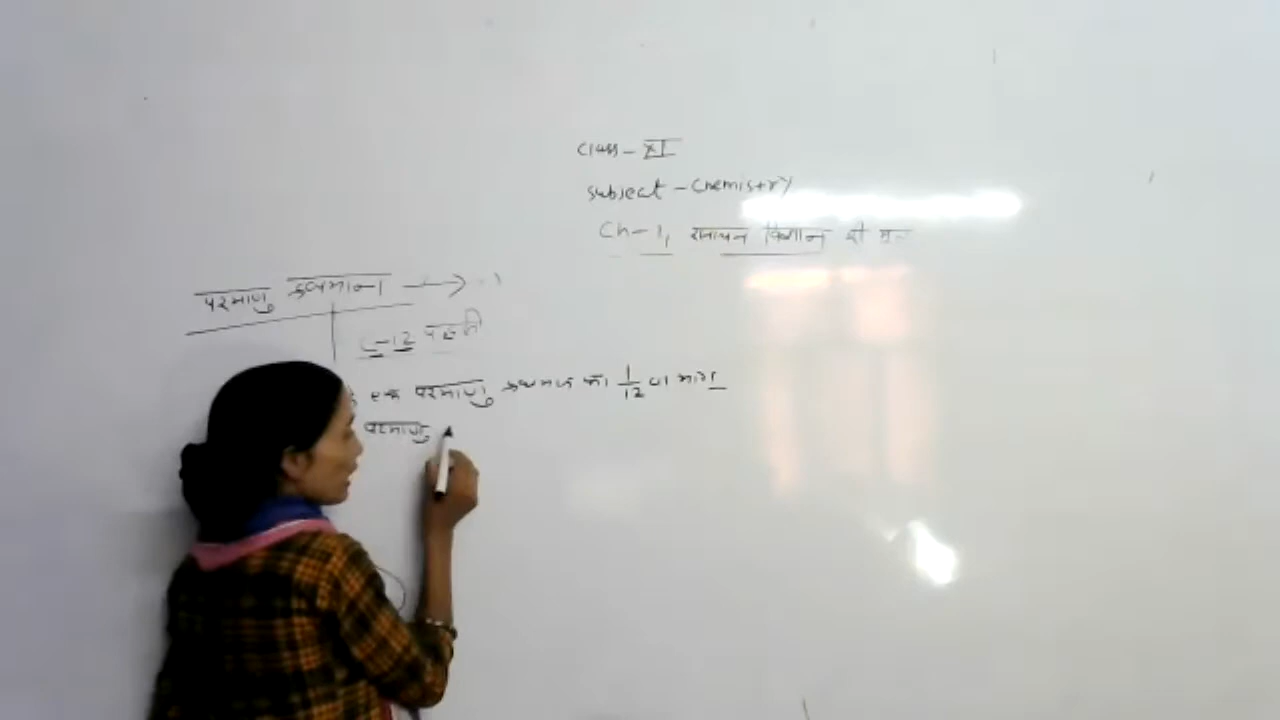 Class - XI
Subject - Chemistry
Ch-1, रसायन विज्ञान की मूल
परमाणु द्रव्यमान →
C-12 पद्धति
एक परमाणु द्रव्यमान का 1/12 वा भाग
परमाणु